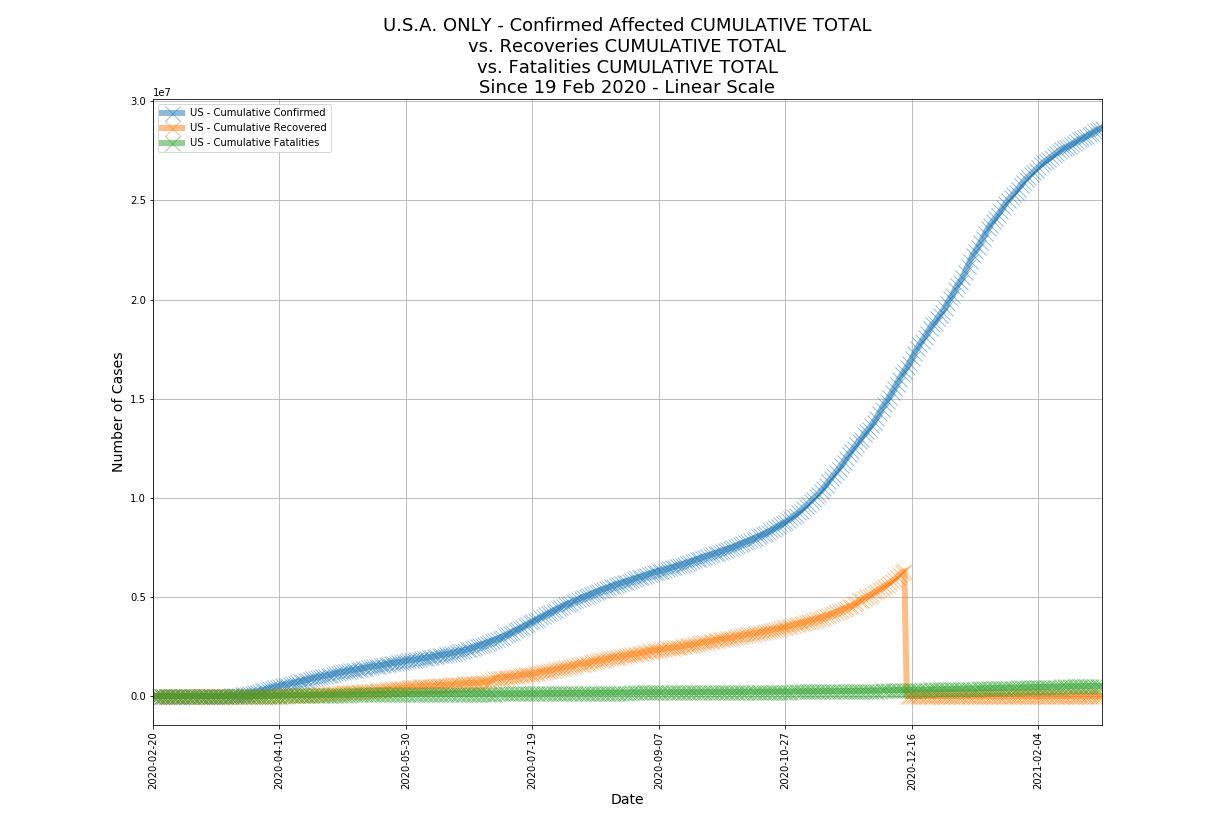 U.S.A. ONLY - Confirmed Affected CUMULATIVE TOTAL
vs. Recoveries CUMULATIVE TOTAL
vs. Fatalities CUMULATIVE TOTAL
Since 19 Feb 2020 - Linear Scale
1e7
US - Cumulative Confirmed
US - Cumulative Recovered
US - Cumulative Fatalities
Number of Cases
3.0
2.5
2.0
1.5
1.0
0.5
0.0
2020-02-20
2020-04-10
2020-05-30
2020-07-19
2020-09-07
2020-10-27
2020-12-16
2021-02-04
Date